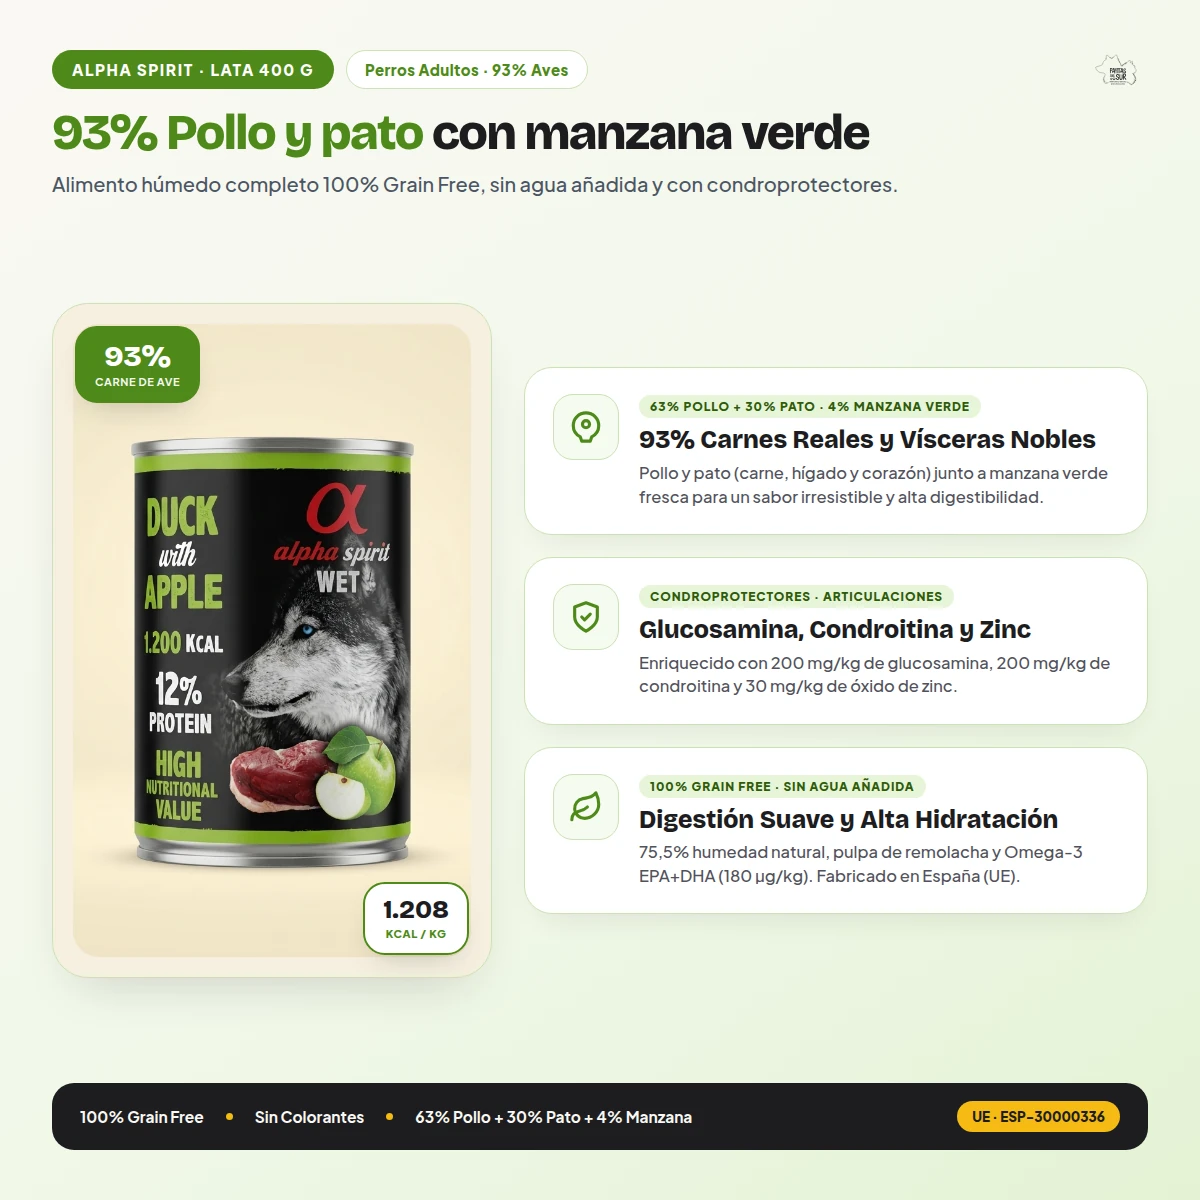 ALPHA SPIRIT · LATA 400 G
Perros Adultos · 93% Aves
93% Pollo y pato con manzana verde
Alimento húmedo completo 100% Grain Free, sin agua añadida y con condroprotectores.
93%
CARNE DE AVE
DUCK
with
APPLE
1.200 KCAL
12%
PROTEIN
HIGH
NUTRITIONAL
VALUE
α
alpha spirit
WET
1.208
KCAL / KG
63% POLLO + 30% PATO · 4% MANZANA VERDE
93% Carnes Reales y Vísceras Nobles
Pollo y pato (carne, hígado y corazón) junto a manzana verde
fresca para un sabor irresistible y alta digestibilidad.
CONDROPROTECTORES · ARTICULACIONES
Glucosamina, Condroitina y Zinc
Enriquecido con 200 mg/kg de glucosamina, 200 mg/kg de
condroitina y 30 mg/kg de óxido de zinc.
100% GRAIN FREE · SIN AGUA AÑADIDA
Digestión Suave y Alta Hidratación
75,5% humedad natural, pulpa de remolacha y Omega-3
EPA+DHA (180 µg/kg). Fabricado en España (UE).
100% Grain Free
Sin Colorantes
63% Pollo + 30% Pato + 4% Manzana
UE · ESP-30000336